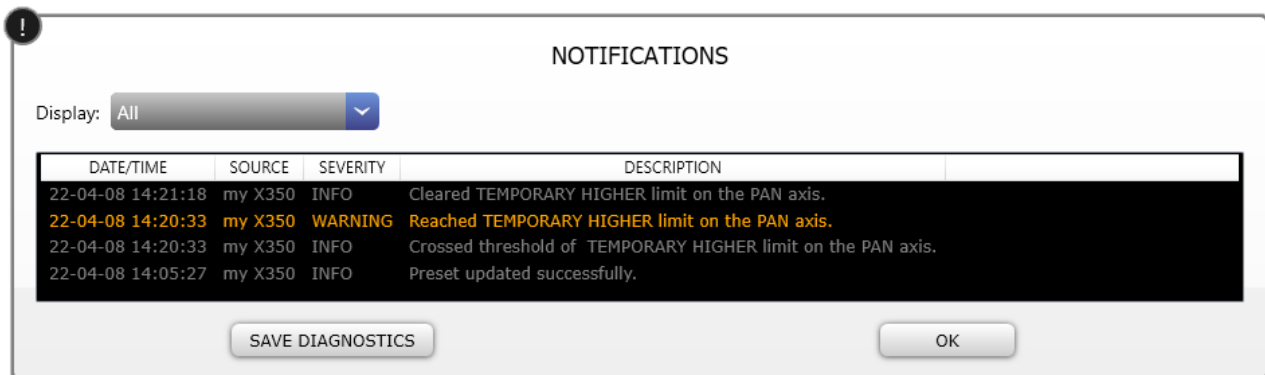 !
NOTIFICATIONS
Display: All
DATE/TIME SOURCE SEVERITY DESCRIPTION
22-04-08 14:21:18 my X350 INFO Cleared TEMPORARY HIGHER limit on the PAN axis.
22-04-08 14:20:33 my X350 WARNING Reached TEMPORARY HIGHER limit on the PAN axis.
22-04-08 14:20:33 my X350 INFO Crossed threshold of  TEMPORARY HIGHER limit on the PAN axis.
22-04-08 14:05:27 my X350 INFO Preset updated successfully.
SAVE DIAGNOSTICS OK